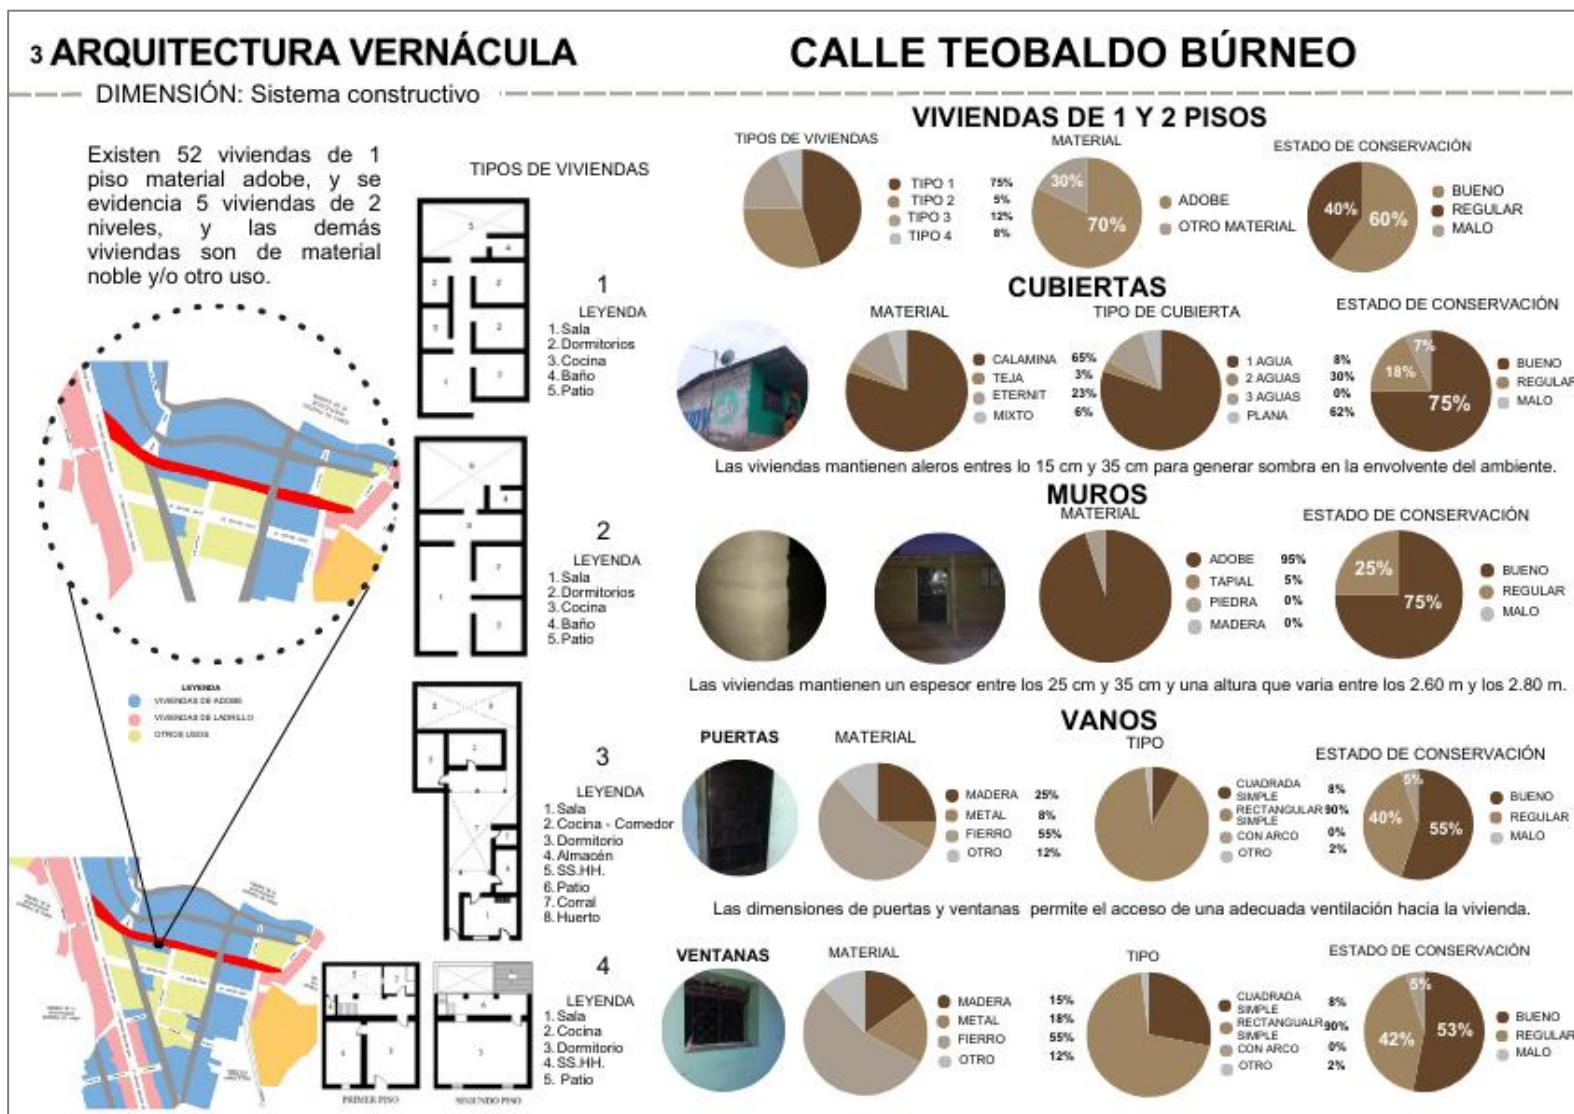 3 ARQUITECTURA VERNÁCULA
CALLE TEOBALDO BÚRNEO
DIMENSIÓN: Sistema constructivo
Existen 52 viviendas de 1
piso material adobe, y se
evidencia 5 viviendas de 2
niveles, y las demás
viviendas son de material
noble y/o otro uso.
LEYENDA
VIVIENDAS DE ADOBE
VIVIENDAS DE LADRILLO
OTROS USOS
TIPOS DE VIVIENDAS
1
LEYENDA
1. Sala
2. Dormitorios
3. Cocina
4. Baño
5. Patio
2
LEYENDA
1. Sala
2. Dormitorios
3. Cocina
4. Baño
5. Patio
3
LEYENDA
1. Sala
2. Cocina - Comedor
3. Dormitorio
4. Almacén
5. SS.HH.
6. Patio
7. Corral
8. Huerto
4
LEYENDA
1. Sala
2. Cocina
3. Dormitorio
4. SS.HH.
5. Patio
PRIMER PISO
SEGUNDO PISO
VIVIENDAS DE 1 Y 2 PISOS
TIPOS DE VIVIENDAS
TIPO 1 75%
TIPO 2 5%
TIPO 3 12%
TIPO 4 8%
MATERIAL
30%
70%
ADOBE
OTRO MATERIAL
ESTADO DE CONSERVACIÓN
40%
60%
BUENO
REGULAR
MALO
CUBIERTAS
MATERIAL
CALAMINA 65%
TEJA 3%
ETERNIT 23%
MIXTO 6%
TIPO DE CUBIERTA
1 AGUA 8%
2 AGUAS 30%
3 AGUAS 0%
PLANA 62%
ESTADO DE CONSERVACIÓN
7%
18%
75%
BUENO
REGULAR
MALO
Las viviendas mantienen aleros entres lo 15 cm y 35 cm para generar sombra en la envolvente del ambiente.
MUROS
MATERIAL
ADOBE 95%
TAPIAL 5%
PIEDRA 0%
MADERA 0%
ESTADO DE CONSERVACIÓN
25%
75%
BUENO
REGULAR
MALO
Las viviendas mantienen un espesor entre los 25 cm y 35 cm y una altura que varia entre los 2.60 m y los 2.80 m.
VANOS
PUERTAS
MATERIAL
MADERA 25%
METAL 8%
FIERRO 55%
OTRO 12%
TIPO
CUADRADA SIMPLE 8%
RECTANGULAR SIMPLE 90%
CON ARCO 0%
OTRO 2%
ESTADO DE CONSERVACIÓN
5%
40%
55%
BUENO
REGULAR
MALO
Las dimensiones de puertas y ventanas permite el acceso de una adecuada ventilación hacia la vivienda.
VENTANAS
MATERIAL
MADERA 15%
METAL 18%
FIERRO 55%
OTRO 12%
TIPO
CUADRADA SIMPLE 8%
RECTANGUALR SIMPLE 90%
CON ARCO 0%
OTRO 2%
ESTADO DE CONSERVACIÓN
5%
42%
53%
BUENO
REGULAR
MALO